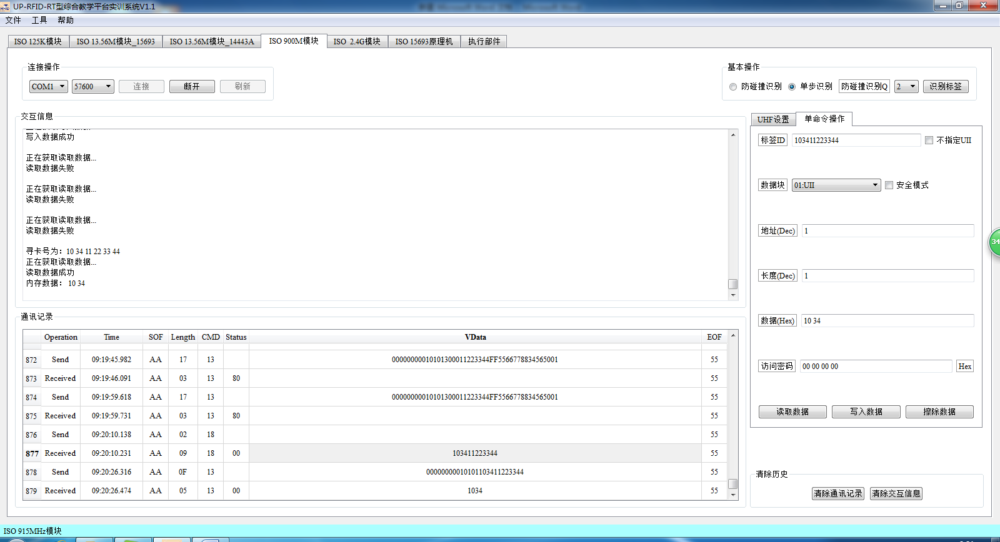 UP-RFID-RT型综合教学平台实训系统V1.1
文件 工具 帮助
ISO 125K模块 ISO 13.56M模块_15693 ISO 13.56M模块_14443A ISO 900M模块 ISO 2.4G模块 ISO 15693原理机 执行部件
连接操作
COM1 57600 连接 断开 刷新
基本操作
防碰撞识别 单步识别 防碰撞识别Q 2 识别标签
交互信息
写入数据成功
正在获取读取数据...
读取数据失败
正在获取读取数据...
读取数据失败
正在获取读取数据...
读取数据失败
寻卡号为: 10 34 11 22 33 44
正在获取读取数据...
读取数据成功
内存数据: 10 34
UHF设置 单命令操作
标签ID 103411223344 不指定UII
数据块 01:UII 安全模式
地址(Dec) 1
长度(Dec) 1
数据(Hex) 10 34
访问密码 00 00 00 00 Hex
读取数据 写入数据 擦除数据
34
通讯记录
Operation Time SOF Length CMD Status VData EOF
872 Send 09:19:45.982 AA 17 13 00000000010101300011223344FF5566778834565001 55
873 Received 09:19:46.091 AA 03 13 80 55
874 Send 09:19:59.618 AA 17 13 00000000010101300011223344FF5566778834565001 55
875 Received 09:19:59.731 AA 03 13 80 55
876 Send 09:20:10.138 AA 02 18 55
877 Received 09:20:10.231 AA 09 18 00 103411223344 55
878 Send 09:20:26.316 AA 0F 13 00000000010101103411223344 55
879 Received 09:20:26.474 AA 05 13 00 1034 55
清除历史
清除通讯记录 清除交互信息
ISO 915MHz模块